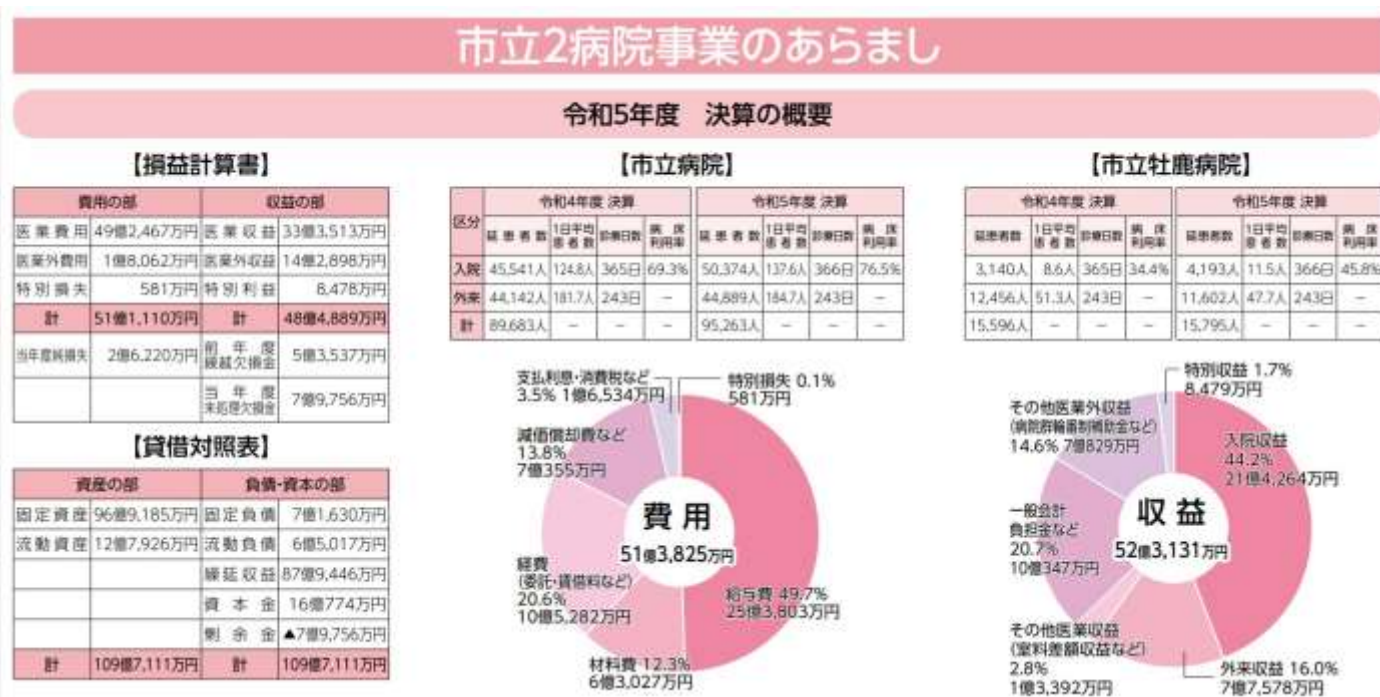 市立2病院事業のあらまし
令和5年度 決算の概要
【損益計算書】
費用の部 収益の部
医業費用 49億2,467万円 医業収益 33億3,513万円
医業外費用 1億8,062万円 医業外収益 14億2,898万円
特別損失 581万円 特別利益 8,478万円
計 51億1,110万円 計 48億4,889万円
当年度純損失 2億6,220万円 前年度繰越欠損金 5億3,537万円
当年度未処理欠損金 7億9,756万円
【貸借対照表】
資産の部 負債・資本の部
固定資産 96億9,185万円 固定負債 7億1,630万円
流動資産 12億7,926万円 流動負債 6億5,017万円
繰延収益 87億9,446万円
資本金 16億774万円
剰余金 ▲7億9,756万円
計 109億7,111万円 計 109億7,111万円
【市立病院】
区分 令和4年度 決算 令和5年度 決算
延患者数 1日平均患者数 診療日数 病床利用率 延患者数 1日平均患者数 診療日数 病床利用率
入院 45,541人 124.8人 365日 69.3% 50,374人 137.6人 366日 76.5%
外来 44,142人 181.7人 243日 − 44,889人 184.7人 243日 −
計 89,683人 − − − 95,263人 − − −
【市立牡鹿病院】
令和4年度 決算 令和5年度 決算
延患者数 1日平均患者数 診療日数 病床利用率 延患者数 1日平均患者数 診療日数 病床利用率
3,140人 8.6人 365日 34.4% 4,193人 11.5人 366日 45.8%
12,456人 51.3人 243日 − 11,602人 47.7人 243日 −
15,596人 − − − 15,795人 − − −
費用
51億3,825万円
特別損失 0.1%
581万円
給与費 49.7%
25億3,803万円
材料費 12.3%
6億3,027万円
経費
(委託・賃借料など)
20.6%
10億5,282万円
減価償却費など
13.8%
7億355万円
支払利息・消費税など
3.5% 1億6,534万円
収益
52億3,131万円
特別収益 1.7%
8,479万円
入院収益
44.2%
21億4,264万円
外来収益 16.0%
7億7,578万円
その他医業収益
(室料差額収益など)
2.8%
1億3,392万円
一般会計
負担金など
20.7%
10億347万円
その他医業外収益
(病院群輪番制補助金など)
14.6% 7億829万円